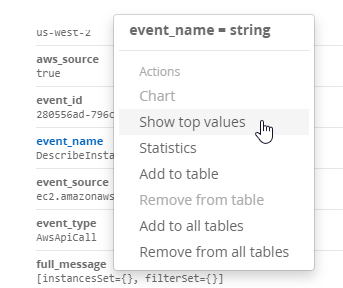 us-west-2
aws_source
true
event_id
280556ad-796c
event_name
DescribeInsta
event_source
ec2.amazonaws
event_type
AwsApiCall
full_message
[instancesSet={}, filterSet={}]
event_name = string
Actions
Chart
Show top values
Statistics
Add to table
Remove from table
Add to all tables
Remove from all tables